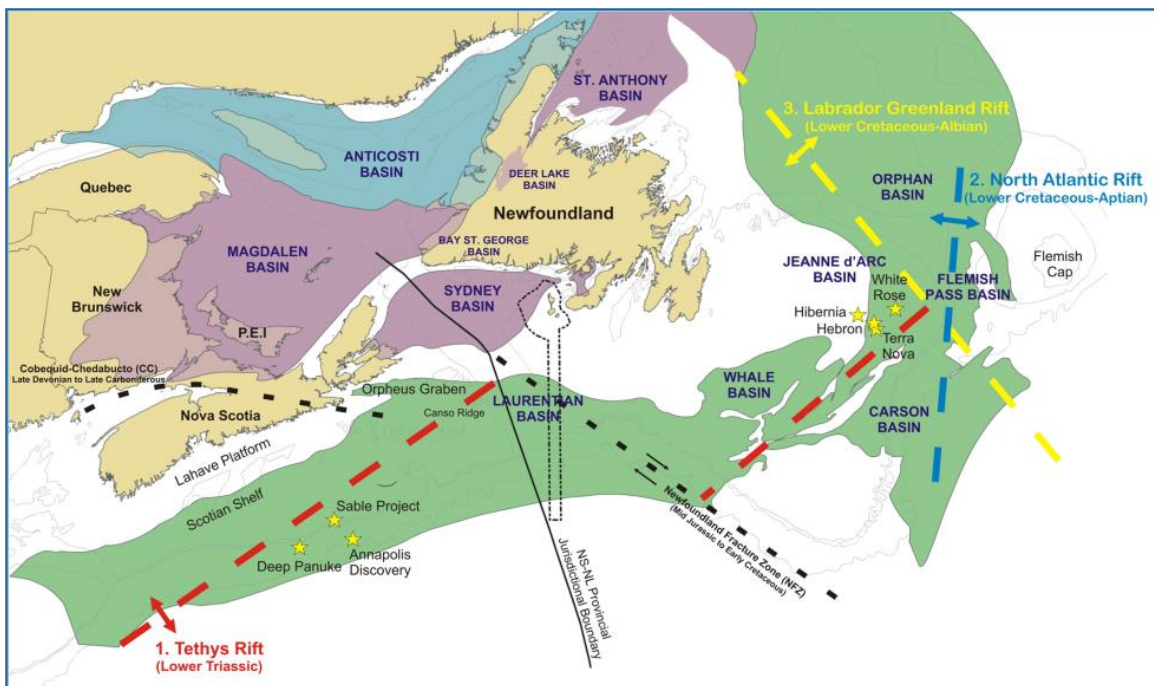 ST. ANTHONY
BASIN
3. Labrador Greenland Rift
(Lower Cretaceous-Albian)
ANTICOSTI
BASIN
DEER LAKE
BASIN
Quebec
ORPHAN
BASIN
2. North Atlantic Rift
(Lower Cretaceous-Aptian)
Newfoundland
MAGDALEN
BASIN
BAY ST. GEORGE
BASIN
JEANNE d'ARC
BASIN
Flemish
Cap
New
Brunswick
SYDNEY
BASIN
White
Rose
FLEMISH
PASS BASIN
Hibernia
Hebron
Terra
Nova
P.E.I
Cobequid-Chedabucto (CC)
Late Devonian to Late Carboniferous
Orpheus Graben
WHALE
BASIN
LAURENTIAN
BASIN
Canso Ridge
Nova Scotia
CARSON
BASIN
Lahave Platform
Scotian Shelf
Sable Project
Deep Panuke
Annapolis
Discovery
Newfoundland Fracture Zone (NFZ)
(Mid Jurassic to Early Cretaceous)
NS-NL Provincial
Jurisdictional Boundary
1. Tethys Rift
(Lower Triassic)